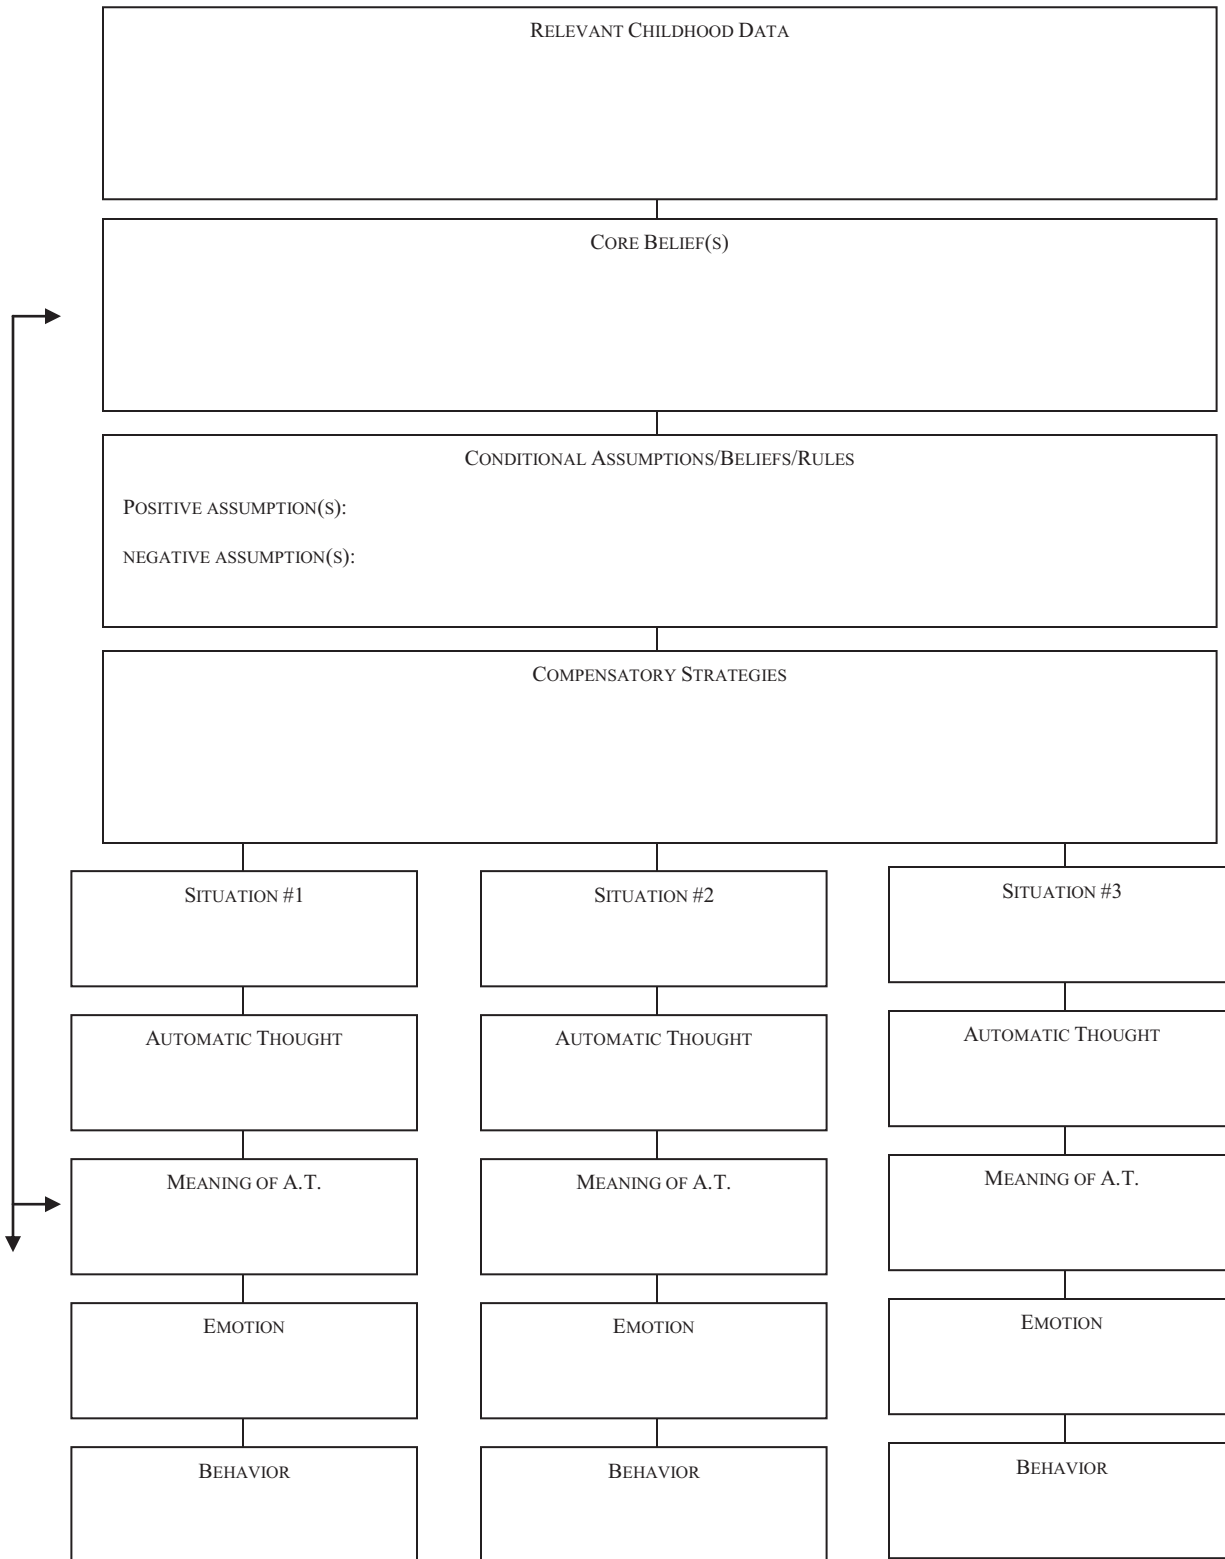 RELEVANT CHILDHOOD DATA
CORE BELIEF(S)
CONDITIONAL ASSUMPTIONS/BELIEFS/RULES
POSITIVE ASSUMPTION(S):
NEGATIVE ASSUMPTION(S):
COMPENSATORY STRATEGIES
SITUATION #1
SITUATION #2
SITUATION #3
AUTOMATIC THOUGHT
AUTOMATIC THOUGHT
AUTOMATIC THOUGHT
MEANING OF A.T.
MEANING OF A.T.
MEANING OF A.T.
EMOTION
EMOTION
EMOTION
BEHAVIOR
BEHAVIOR
BEHAVIOR